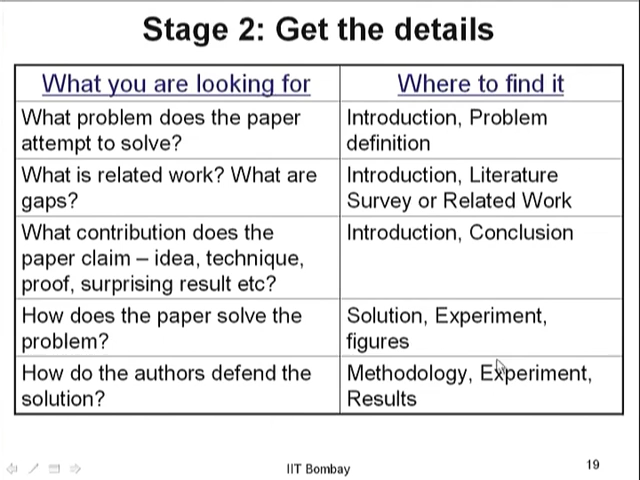 Stage 2: Get the details
What you are looking for
Where to find it
What problem does the paper
attempt to solve?
Introduction, Problem
definition
What is related work? What are
gaps?
Introduction, Literature
Survey or Related Work
What contribution does the
paper claim – idea, technique,
proof, surprising result etc?
Introduction, Conclusion
How does the paper solve the
problem?
Solution, Experiment,
figures
How do the authors defend the
solution?
Methodology, Experiment,
Results
IIT Bombay
19